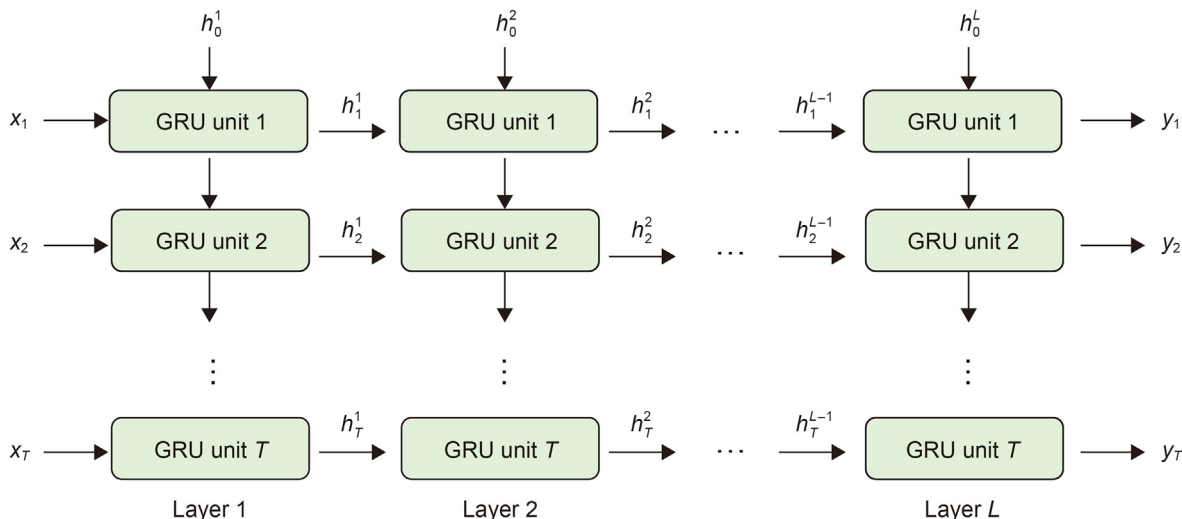 h_0^1 h_0^2 h_0^L
x_1 GRU unit 1 h_1^1 GRU unit 1 h_1^2 ... h_1^{L-1} GRU unit 1 y_1
x_2 GRU unit 2 h_2^1 GRU unit 2 h_2^2 ... h_2^{L-1} GRU unit 2 y_2
⋮ ⋮ ⋮
x_T GRU unit T h_T^1 GRU unit T h_T^2 ... h_T^{L-1} GRU unit T y_T
Layer 1 Layer 2 Layer L